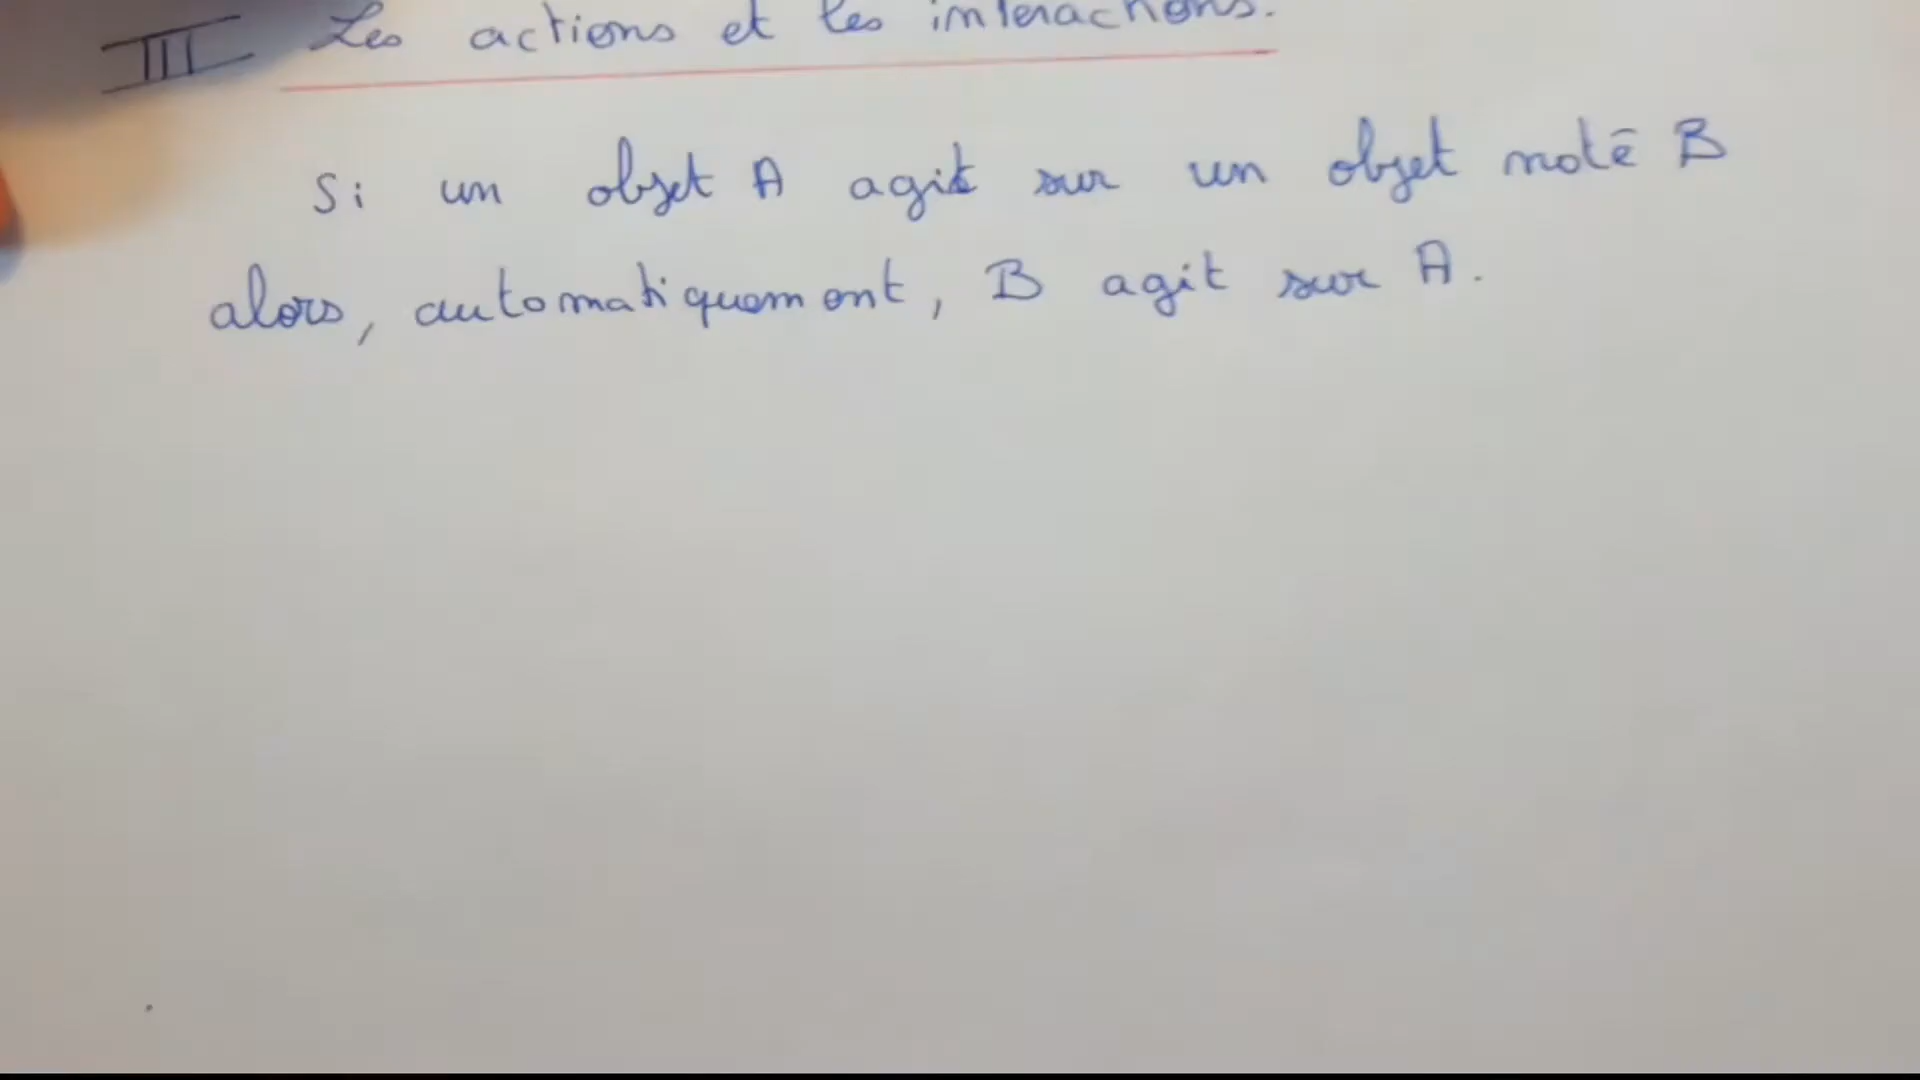 III Les actions et les interactions.
Si un objet A agit sur un objet noté B
alors, automatiquement, B agit sur A.